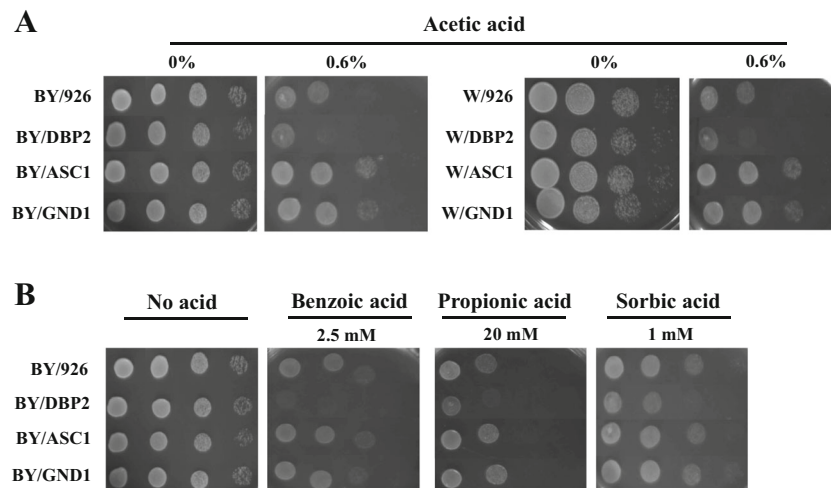 A
Acetic acid
0% 0.6% 0% 0.6%
BY/926 W/926
BY/DBP2 W/DBP2
BY/ASC1 W/ASC1
BY/GND1 W/GND1
B
No acid Benzoic acid Propionic acid Sorbic acid
2.5 mM 20 mM 1 mM
BY/926
BY/DBP2
BY/ASC1
BY/GND1